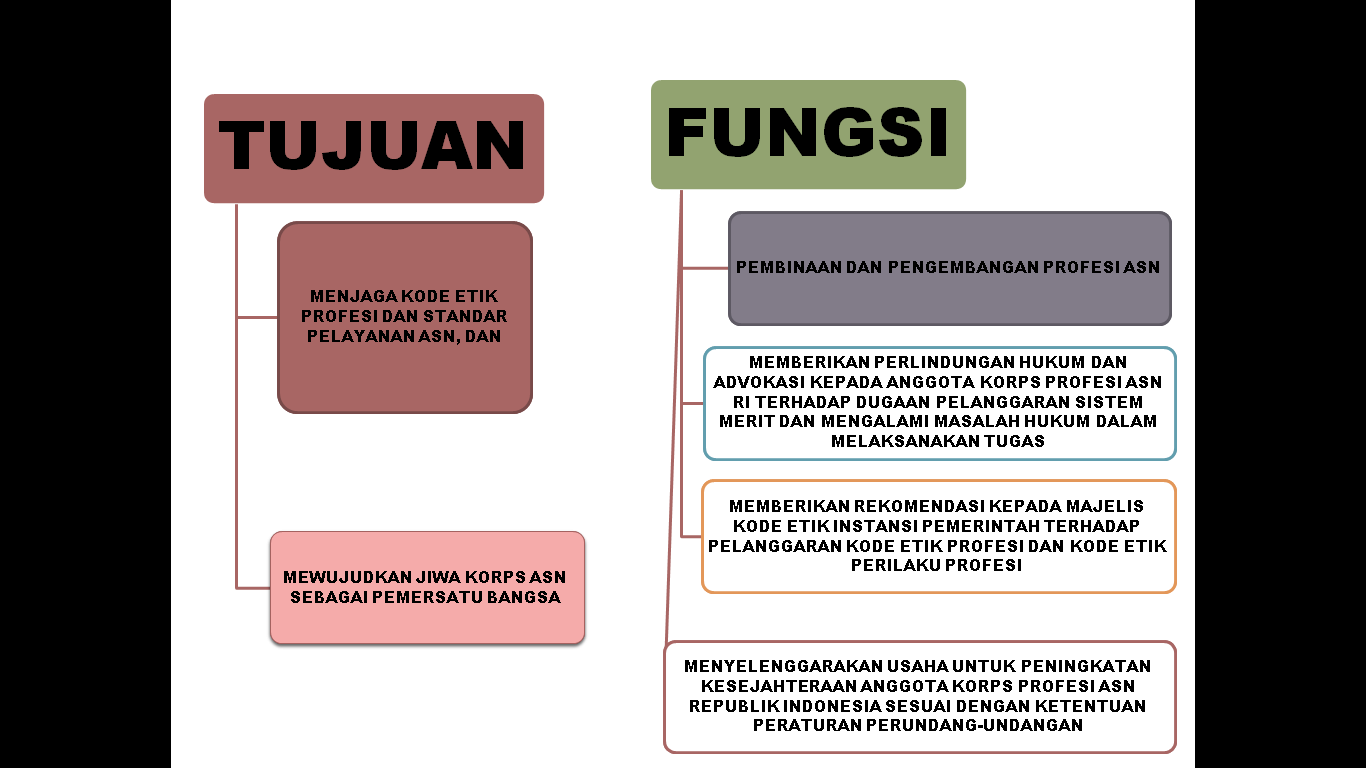 TUJUAN
MENJAGA KODE ETIK
PROFESI DAN STANDAR
PELAYANAN ASN, DAN
MEWUJUDKAN JIWA KORPS ASN
SEBAGAI PEMERSATU BANGSA
FUNGSI
PEMBINAAN DAN PENGEMBANGAN PROFESI ASN
MEMBERIKAN PERLINDUNGAN HUKUM DAN
ADVOKASI KEPADA ANGGOTA KORPS PROFESI ASN
RI TERHADAP DUGAAN PELANGGARAN SISTEM
MERIT DAN MENGALAMI MASALAH HUKUM DALAM
MELAKSANAKAN TUGAS
MEMBERIKAN REKOMENDASI KEPADA MAJELIS
KODE ETIK INSTANSI PEMERINTAH TERHADAP
PELANGGARAN KODE ETIK PROFESI DAN KODE ETIK
PERILAKU PROFESI
MENYELENGGARAKAN USAHA UNTUK PENINGKATAN
KESEJAHTERAAN ANGGOTA KORPS PROFESI ASN
REPUBLIK INDONESIA SESUAI DENGAN KETENTUAN
PERATURAN PERUNDANG-UNDANGAN